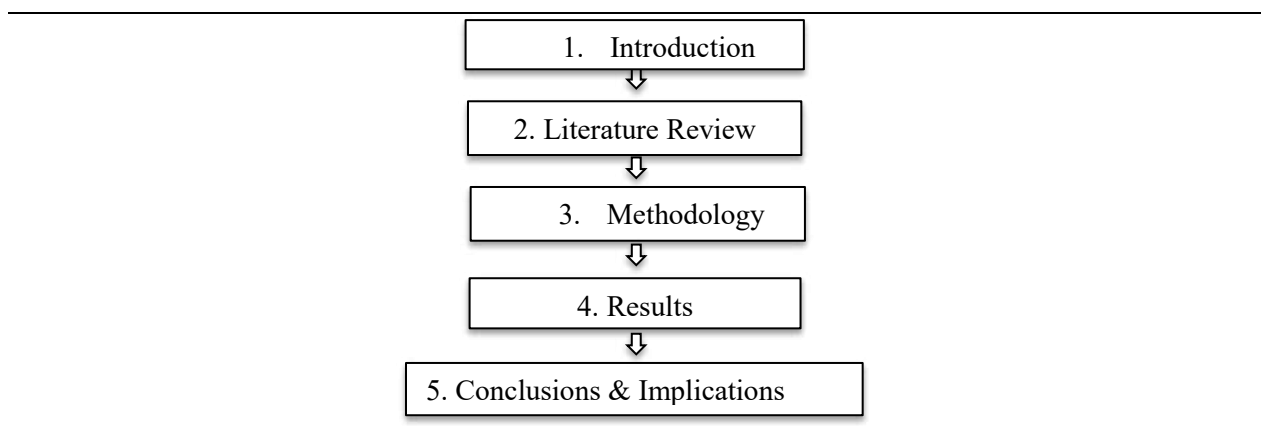 1. Introduction
2. Literature Review
3. Methodology
4. Results
5. Conclusions & Implications